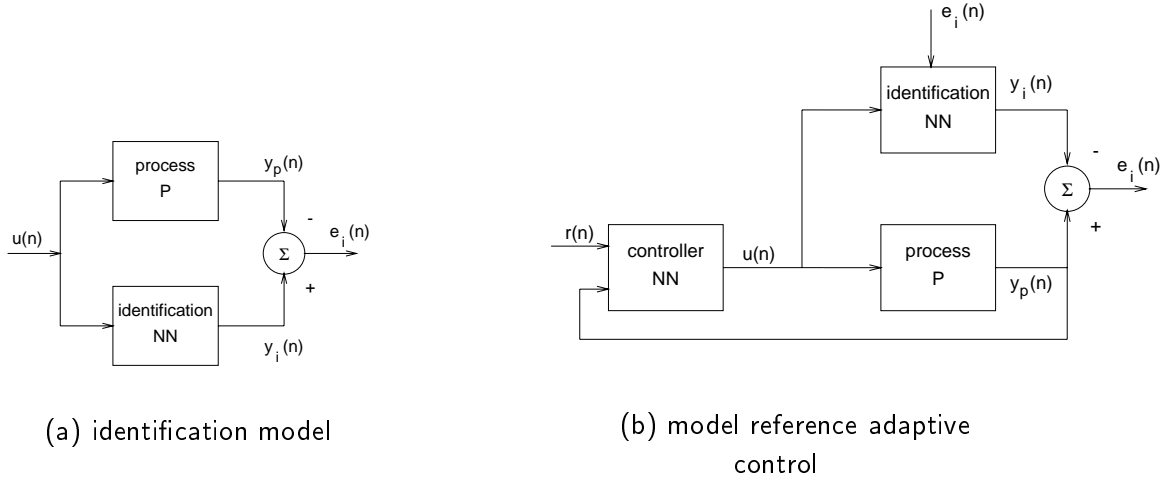 process
P
y_p(n)
-
u(n)
Σ
e_i(n)
+
identification
NN
y_i(n)
(a) identification model
e_i(n)
identification
NN
y_i(n)
-
e_i(n)
Σ
+
r(n)
controller
NN
u(n)
process
P
y_p(n)
(b) model reference adaptive
control